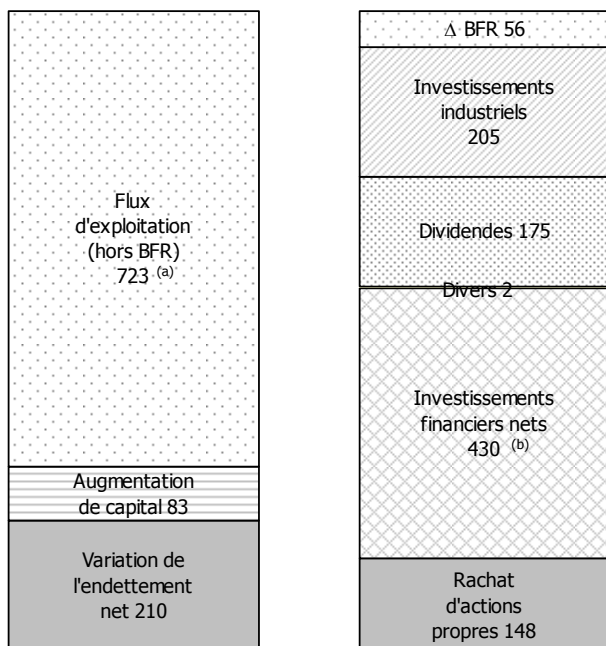 Flux
d'exploitation
(hors BFR)
723 (a)
Augmentation
de capital 83
Variation de
l'endettement
net 210
Δ BFR 56
Investissements
industriels
205
Dividendes 175
Divers 2
Investissements
financiers nets
430 (b)
Rachat
d'actions
propres 148